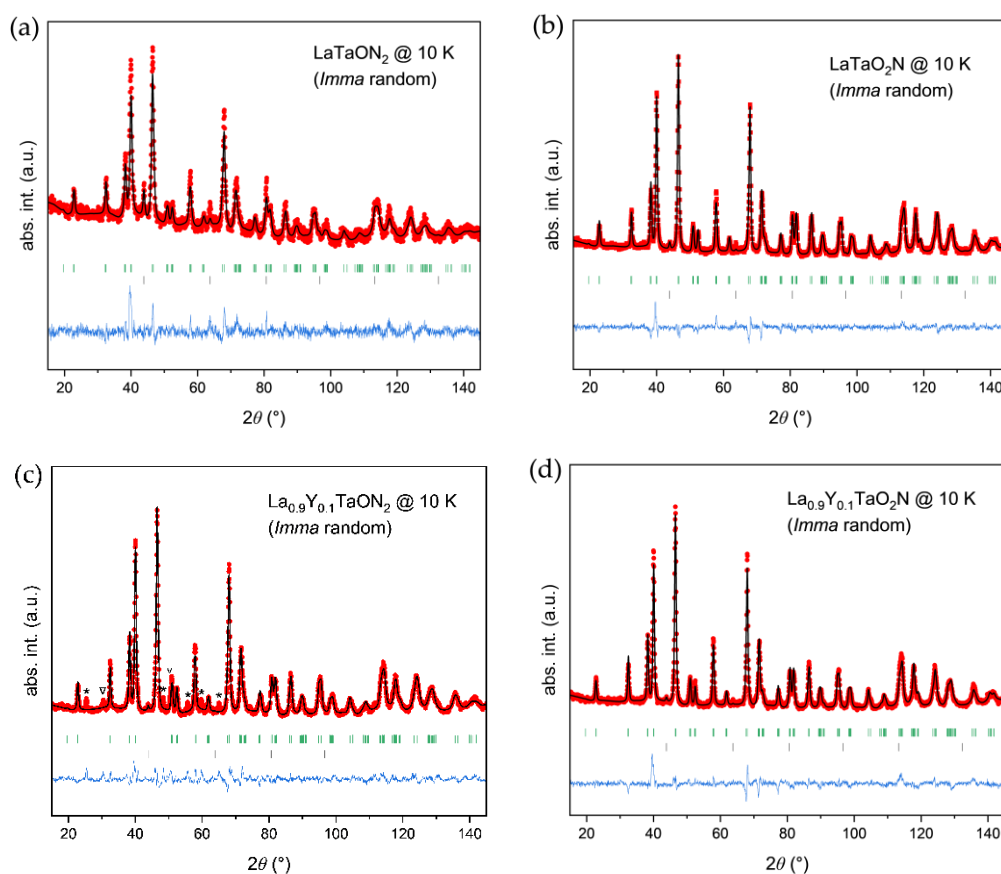 (a)
LaTaON₂ @ 10 K
(Imma random)
abs. int. (a.u.)
20 40 60 80 100 120 140
2θ (°)
(b)
LaTaO₂N @ 10 K
(Imma random)
abs. int. (a.u.)
20 40 60 80 100 120 140
2θ (°)
(c)
La₀.₉Y₀.₁TaON₂ @ 10 K
(Imma random)
abs. int. (a.u.)
* ∇ * ∇ * * *
20 40 60 80 100 120 140
2θ (°)
(d)
La₀.₉Y₀.₁TaO₂N @ 10 K
(Imma random)
abs. int. (a.u.)
20 40 60 80 100 120 140
2θ (°)